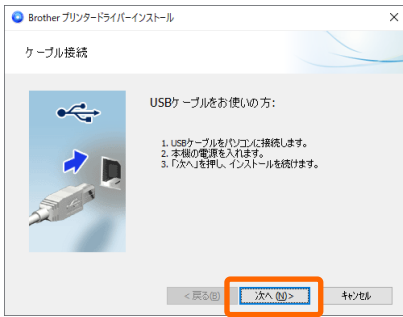 Brother プリンタードライバーインストール
ケーブル接続
USBケーブルをお使いの方:
1. USBケーブルをパソコンに接続します。
2. 本機の電源を入れます。
3. 「次へ」を押し、インストールを続けます。
< 戻る(B) 次へ (N) > キャンセル